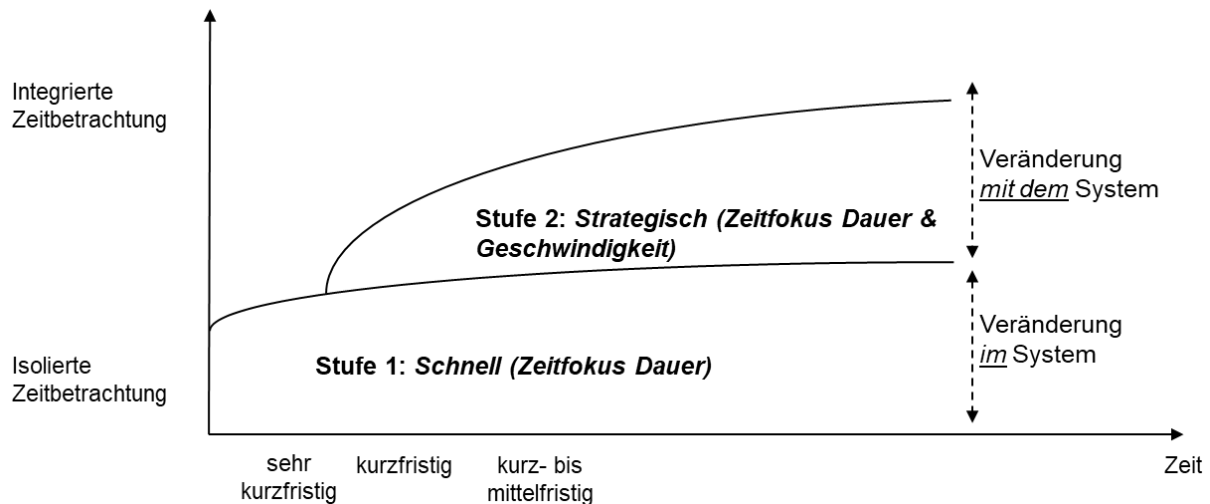 Integrierte
Zeitbetrachtung
Veränderung
mit dem System
Stufe 2: Strategisch (Zeitfokus Dauer &
Geschwindigkeit)
Veränderung
im System
Isolierte
Zeitbetrachtung
Stufe 1: Schnell (Zeitfokus Dauer)
sehr
kurzfristig
kurzfristig
kurz- bis
mittelfristig
Zeit